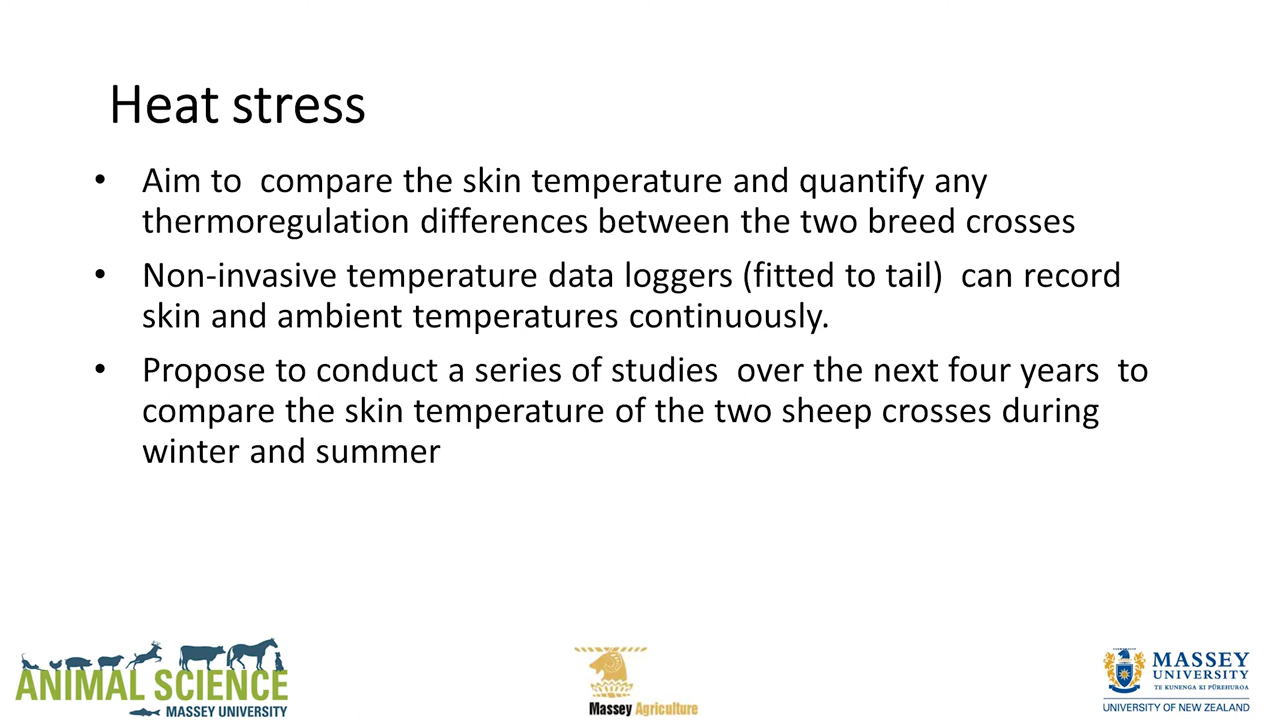 Heat stress
• Aim to  compare the skin temperature and quantify any
thermoregulation differences between the two breed crosses
• Non-invasive temperature data loggers (fitted to tail)  can record
skin and ambient temperatures continuously.
• Propose to conduct a series of studies  over the next four years  to
compare the skin temperature of the two sheep crosses during
winter and summer
ANIMAL SCIENCE
MASSEY UNIVERSITY
Massey Agriculture
MASSEY
UNIVERSITY
TE KUNENGA KI PŪREHUROA
UNIVERSITY OF NEW ZEALAND